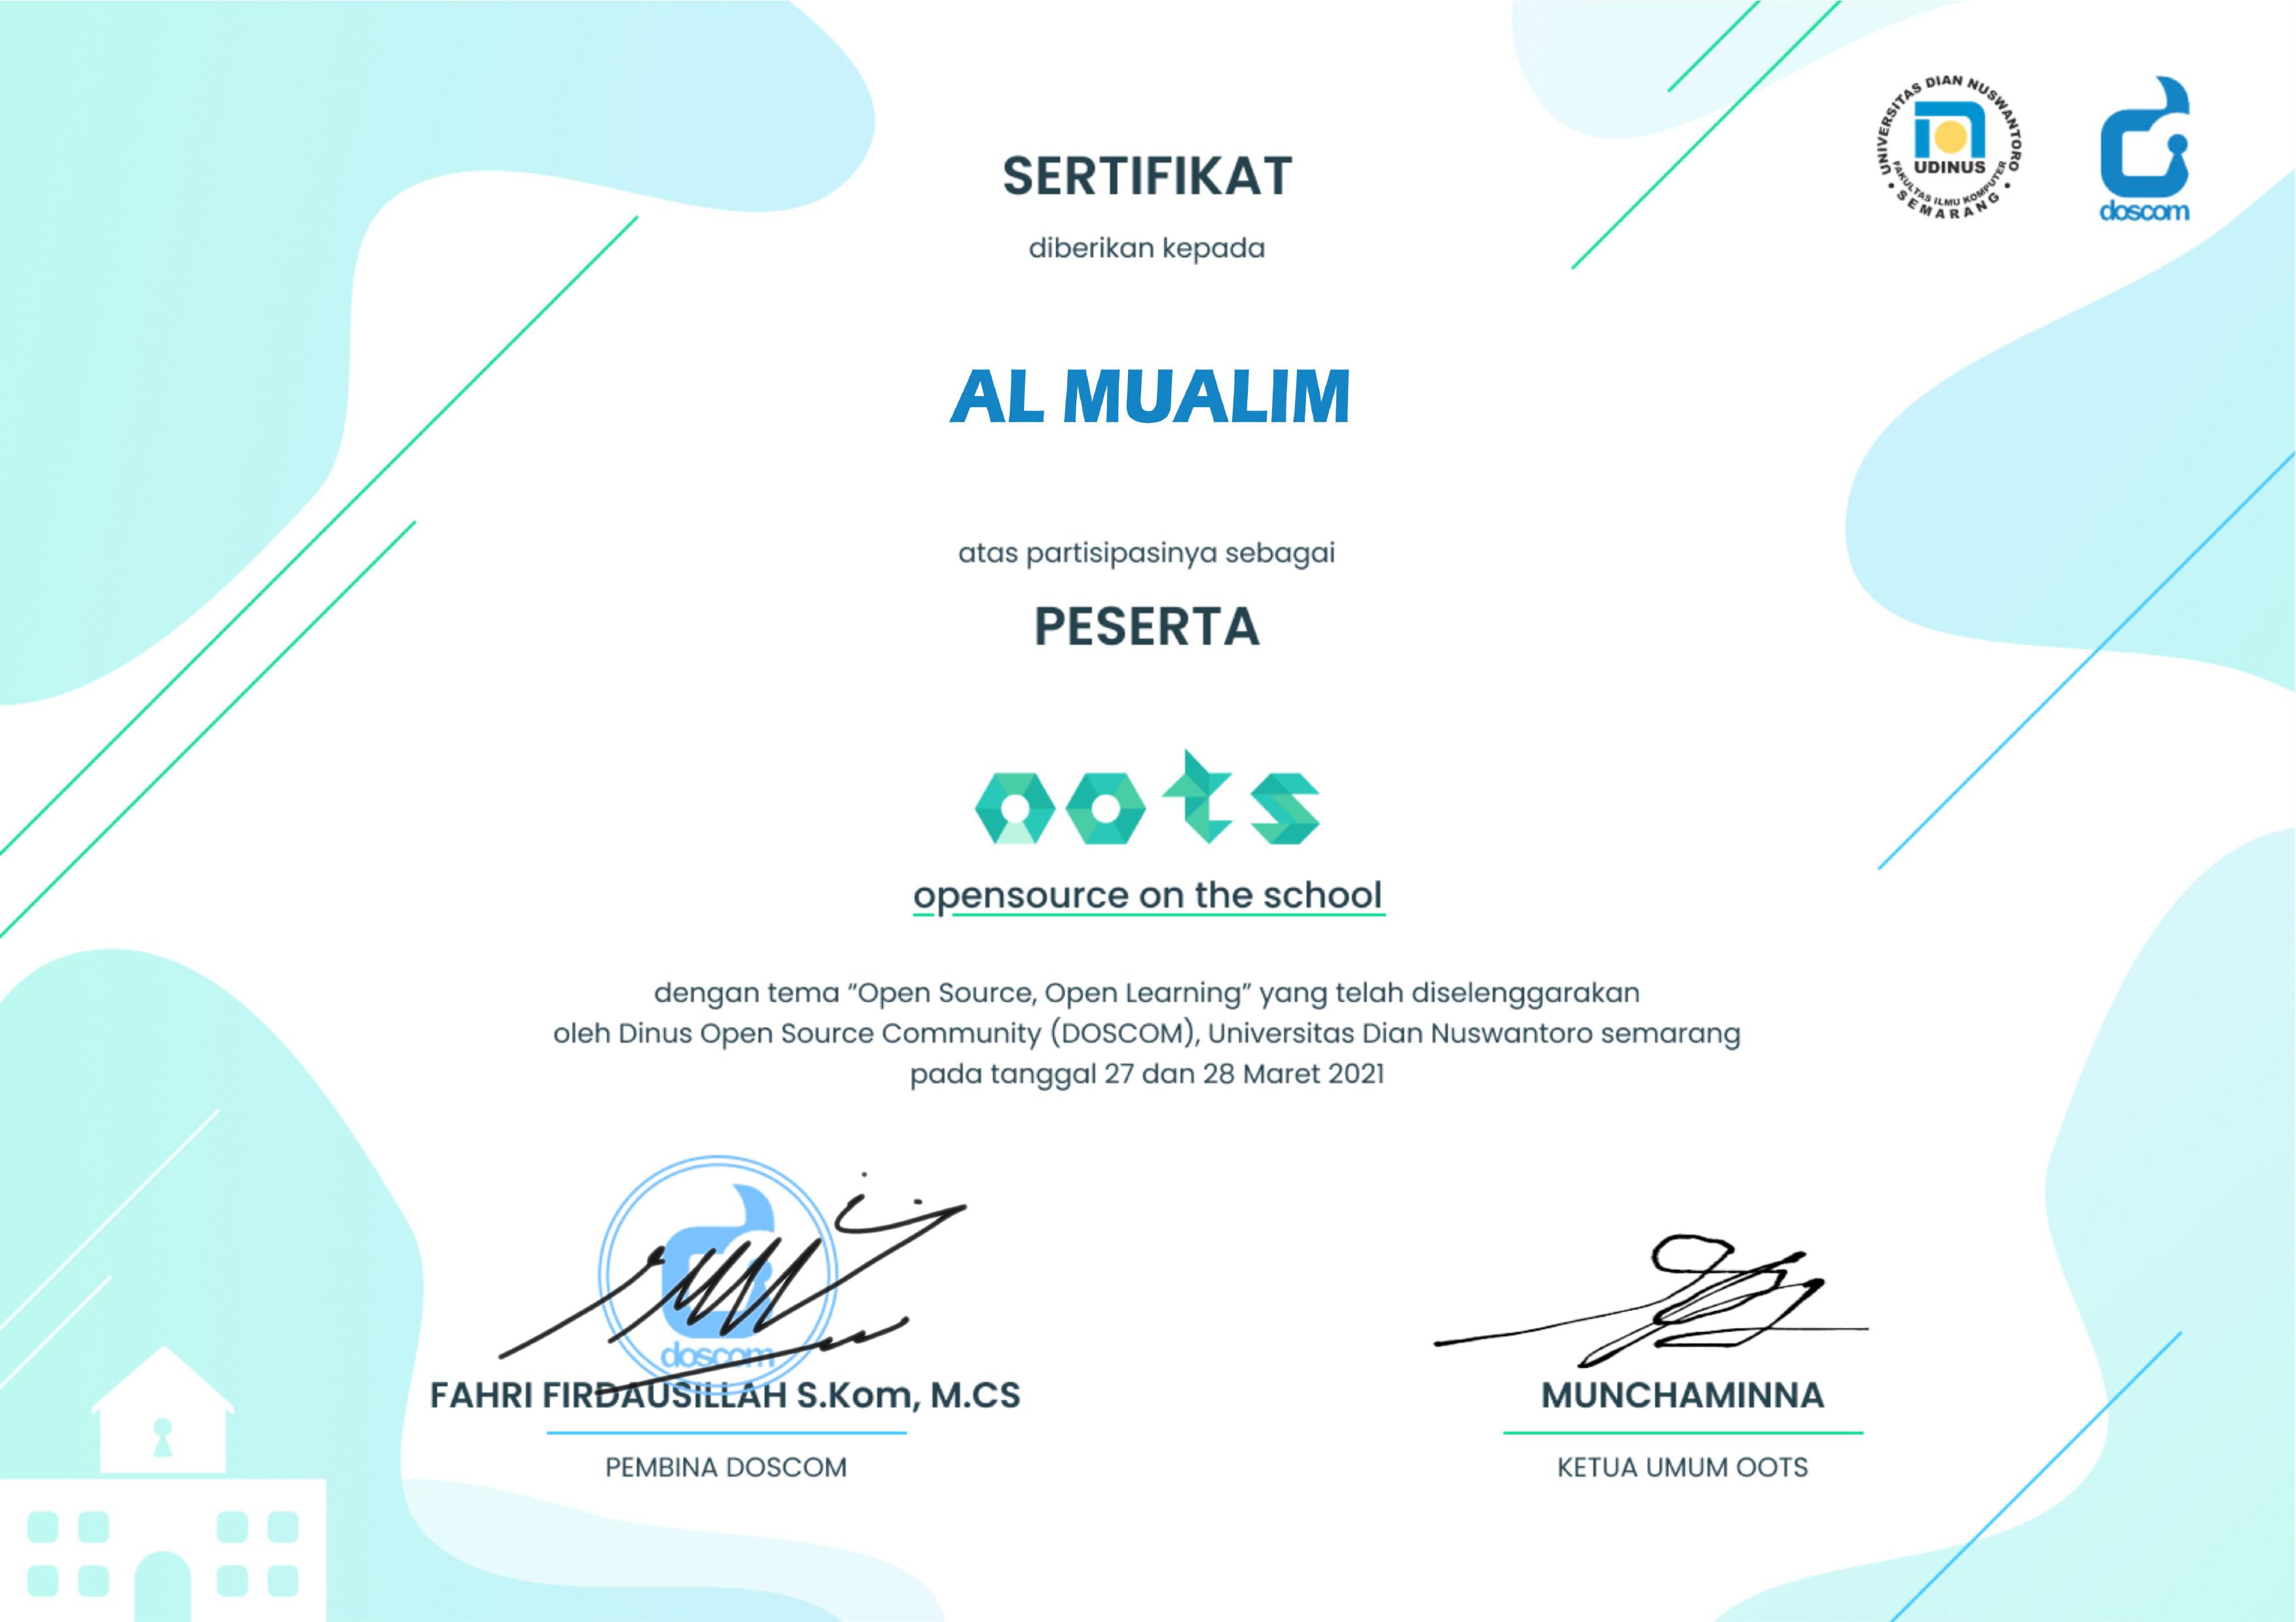 UNIVERSITAS DIAN NUSWANTORO
UDINUS
FAKULTAS ILMU KOMPUTER
• SEMARANG •
doscom
SERTIFIKAT
diberikan kepada
AL MUALIM
atas partisipasinya sebagai
PESERTA
oots
opensource on the school
dengan tema “Open Source, Open Learning” yang telah diselenggarakan
oleh Dinus Open Source Community (DOSCOM), Universitas Dian Nuswantoro semarang
pada tanggal 27 dan 28 Maret 2021
doscom
FAHRI FIRDAUSILLAH S.Kom, M.CS
PEMBINA DOSCOM
MUNCHAMINNA
KETUA UMUM OOTS